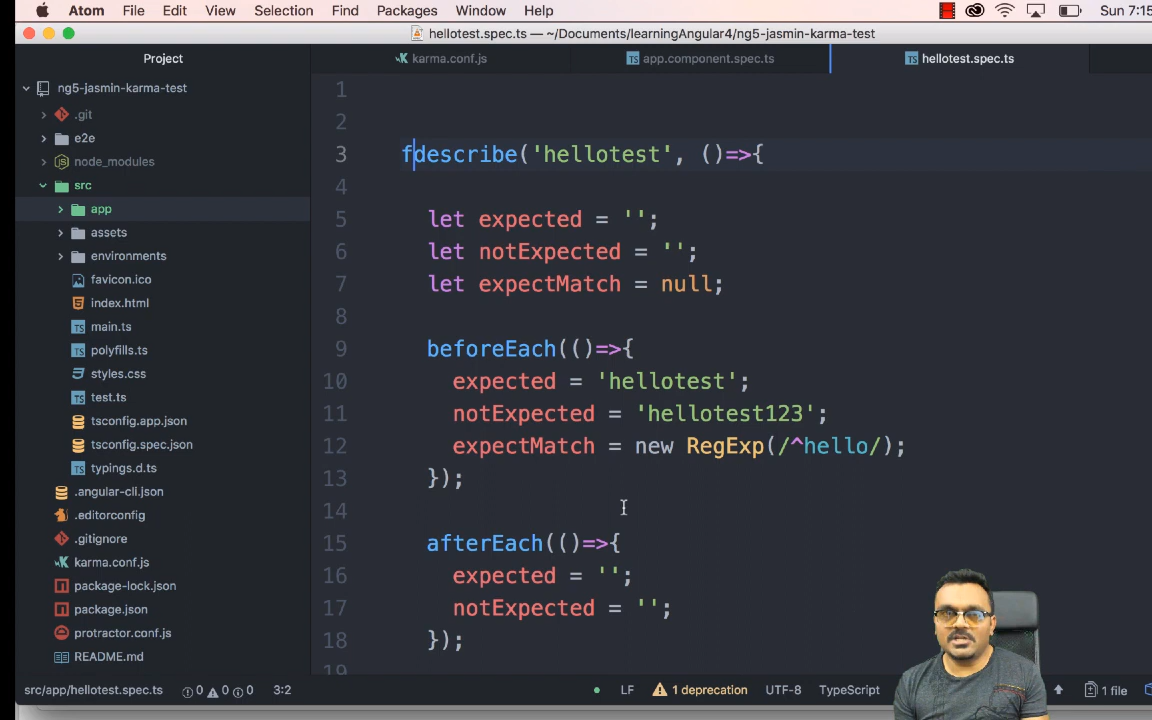 Atom File Edit View Selection Find Packages Window Help Sun 7:15
hellotest.spec.ts — ~/Documents/learningAngular4/ng5-jasmin-karma-test
Project
karma.conf.js
app.component.spec.ts
hellotest.spec.ts
ng5-jasmin-karma-test
.git
e2e
node_modules
src
app
assets
environments
favicon.ico
index.html
main.ts
polyfills.ts
styles.css
test.ts
tsconfig.app.json
tsconfig.spec.json
typings.d.ts
.angular-cli.json
.editorconfig
.gitignore
karma.conf.js
package-lock.json
package.json
protractor.conf.js
README.md
1
2
3 fdescribe('hellotest', ()=>{
4
5 let expected = '';
6 let notExpected = '';
7 let expectMatch = null;
8
9 beforeEach(()=>{
10 expected = 'hellotest';
11 notExpected = 'hellotest123';
12 expectMatch = new RegExp(/^hello/);
13 });
14
15 afterEach(()=>{
16 expected = '';
17 notExpected = '';
18 });
19
src/app/hellotest.spec.ts 0 0 0 3:2 LF 1 deprecation UTF-8 TypeScript 1 file